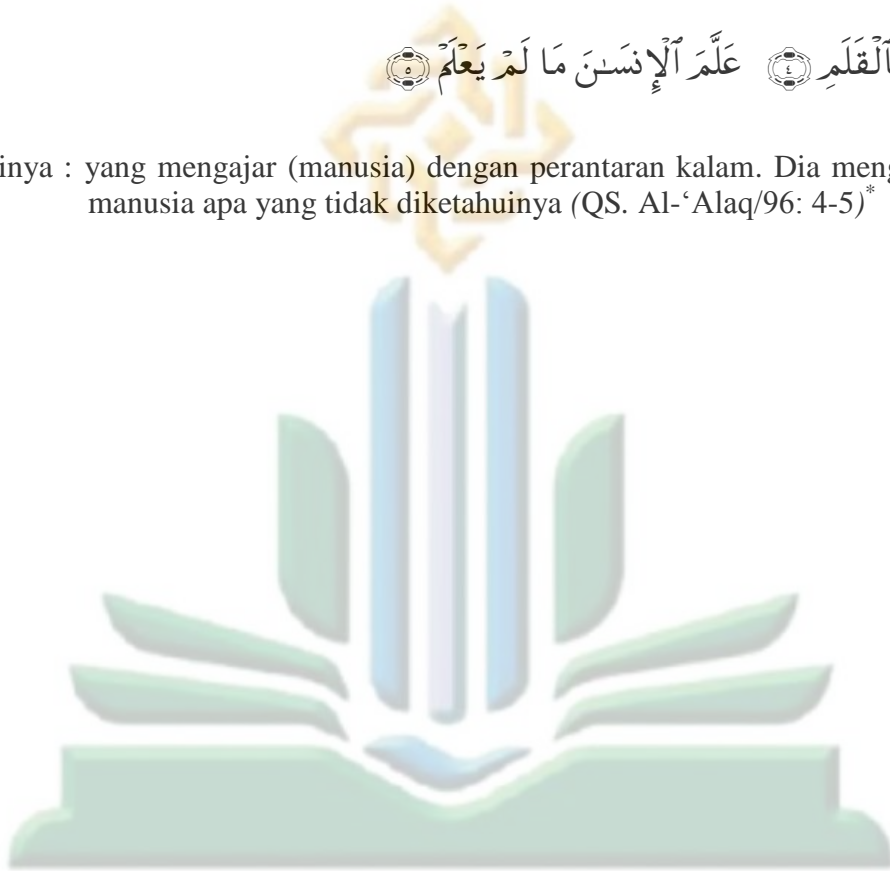 ٱلْقَلَمِ ۝٤ عَلَّمَ ٱلْإِنسَـٰنَ مَا لَمْ يَعْلَمْ ۝٥
inya : yang mengajar (manusia) dengan perantaran kalam. Dia meng
manusia apa yang tidak diketahuinya (QS. Al-‘Alaq/96: 4-5)*